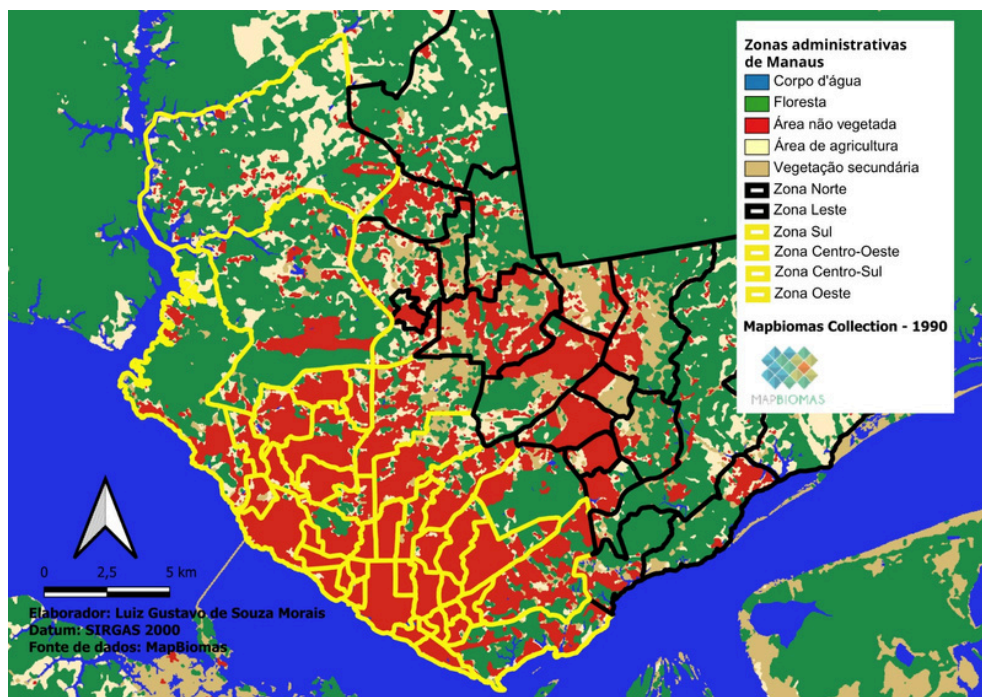 Zonas administrativas
de Manaus
Corpo d'água
Floresta
Área não vegetada
Área de agricultura
Vegetação secundária
Zona Norte
Zona Leste
Zona Sul
Zona Centro-Oeste
Zona Centro-Sul
Zona Oeste
Mapbiomas Collection - 1990
MAPBIOMAS
0 2,5 5 km
Elaborador: Luiz Gustavo de Souza Morais
Datum: SIRGAS 2000
Fonte de dados: MapBiomas